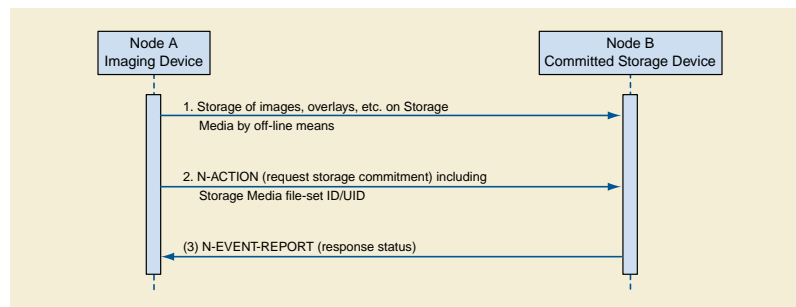 Node A
Imaging Device
Node B
Committed Storage Device
1. Storage of images, overlays, etc. on Storage
Media by off-line means
2. N-ACTION (request storage commitment) including
Storage Media file-set ID/UID
(3) N-EVENT-REPORT (response status)